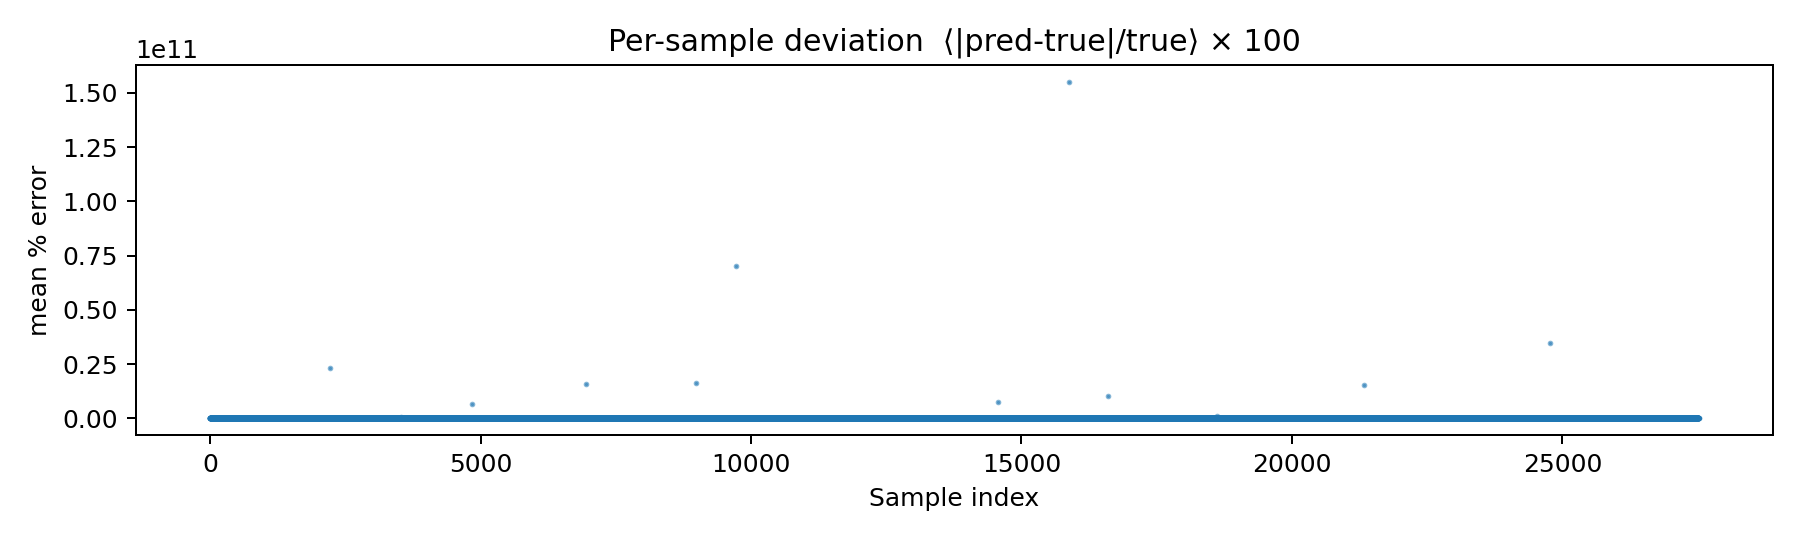 Per-sample deviation ⟨|pred-true|/true⟩ × 100
1e11
1.50
1.25
1.00
0.75
0.50
0.25
0.00
mean % error
0 5000 10000 15000 20000 25000
Sample index